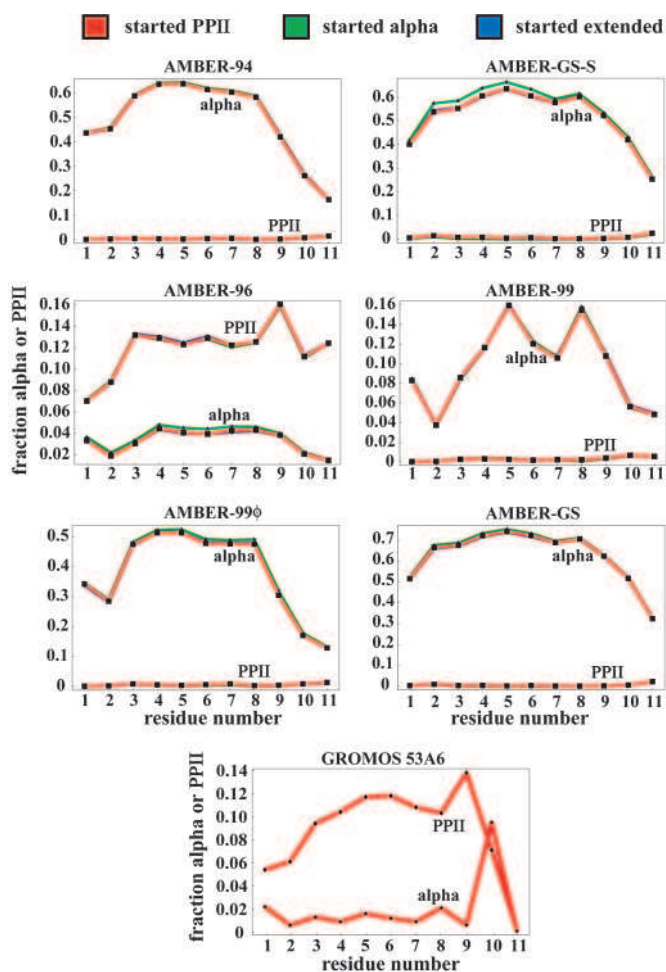 started PPII started alpha started extended
AMBER-94 AMBER-GS-S
0.6 0.5 0.4 0.3 0.2 0.1 0
alpha
PPII
1 2 3 4 5 6 7 8 9 10 11
0.6 0.5 0.4 0.3 0.2 0.1 0
alpha
PPII
1 2 3 4 5 6 7 8 9 10 11
fraction alpha or PPII
AMBER-96 AMBER-99
0.16 0.14 0.12 0.10 0.08 0.06 0.04 0.02
PPII
alpha
1 2 3 4 5 6 7 8 9 10 11
0.16 0.14 0.12 0.10 0.08 0.06 0.04 0.02 0
alpha
PPII
1 2 3 4 5 6 7 8 9 10 11
AMBER-99ϕ AMBER-GS
0.5 0.4 0.3 0.2 0.1 0
alpha
PPII
1 2 3 4 5 6 7 8 9 10 11
residue number
0.7 0.6 0.5 0.4 0.3 0.2 0.1 0
alpha
PPII
1 2 3 4 5 6 7 8 9 10 11
residue number
GROMOS 53A6
fraction alpha or PPII
0.14 0.12 0.10 0.08 0.06 0.04 0.02 0
PPII
alpha
1 2 3 4 5 6 7 8 9 10 11
residue number